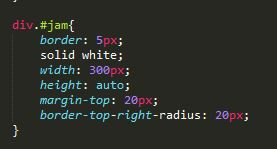 div.#jam{
border: 5px;
solid white;
width: 300px;
height: auto;
margin-top: 20px;
border-top-right-radius: 20px;
}